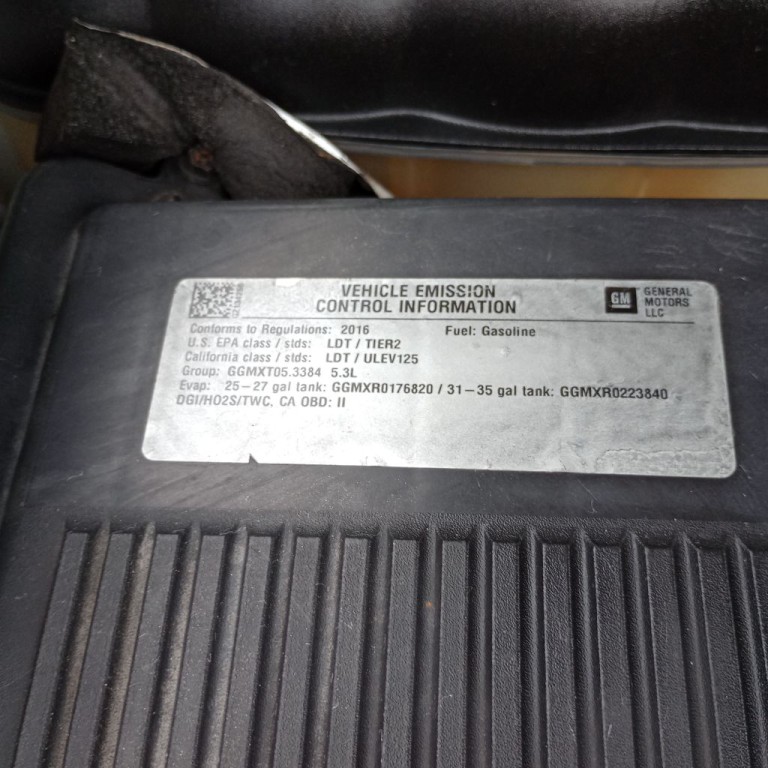 VEHICLE EMISSION
CONTROL INFORMATION
GM GENERAL
MOTORS
LLC
Conforms to Regulations: 2016 Fuel: Gasoline
U.S. EPA class / stds: LDT / TIER2
California class / stds: LDT / ULEV125
Group: GGMXT05.3384 5.3L
Evap: 25-27 gal tank: GGMXR0176820 / 31-35 gal tank: GGMXR0223840
DGI/HO2S/TWC, CA OBD: II